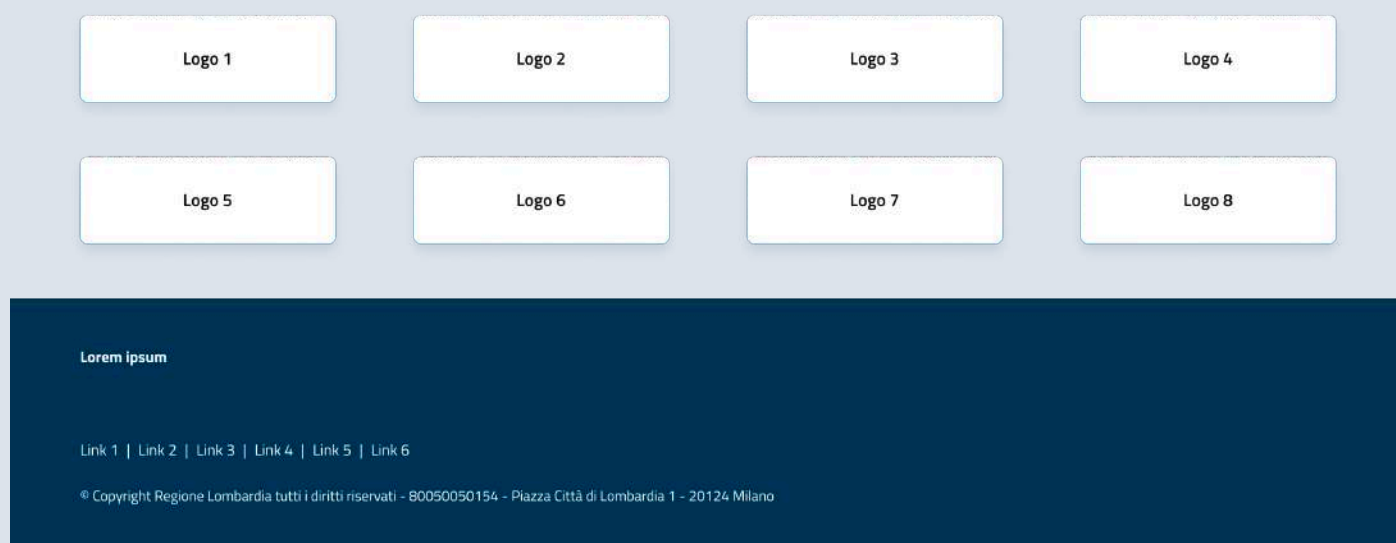 Logo 1
Logo 2
Logo 3
Logo 4
Logo 5
Logo 6
Logo 7
Logo 8
Lorem ipsum
Link 1 | Link 2 | Link 3 | Link 4 | Link 5 | Link 6
© Copyright Regione Lombardia tutti i diritti riservati - 80050050154 - Piazza Città di Lombardia 1 - 20124 Milano